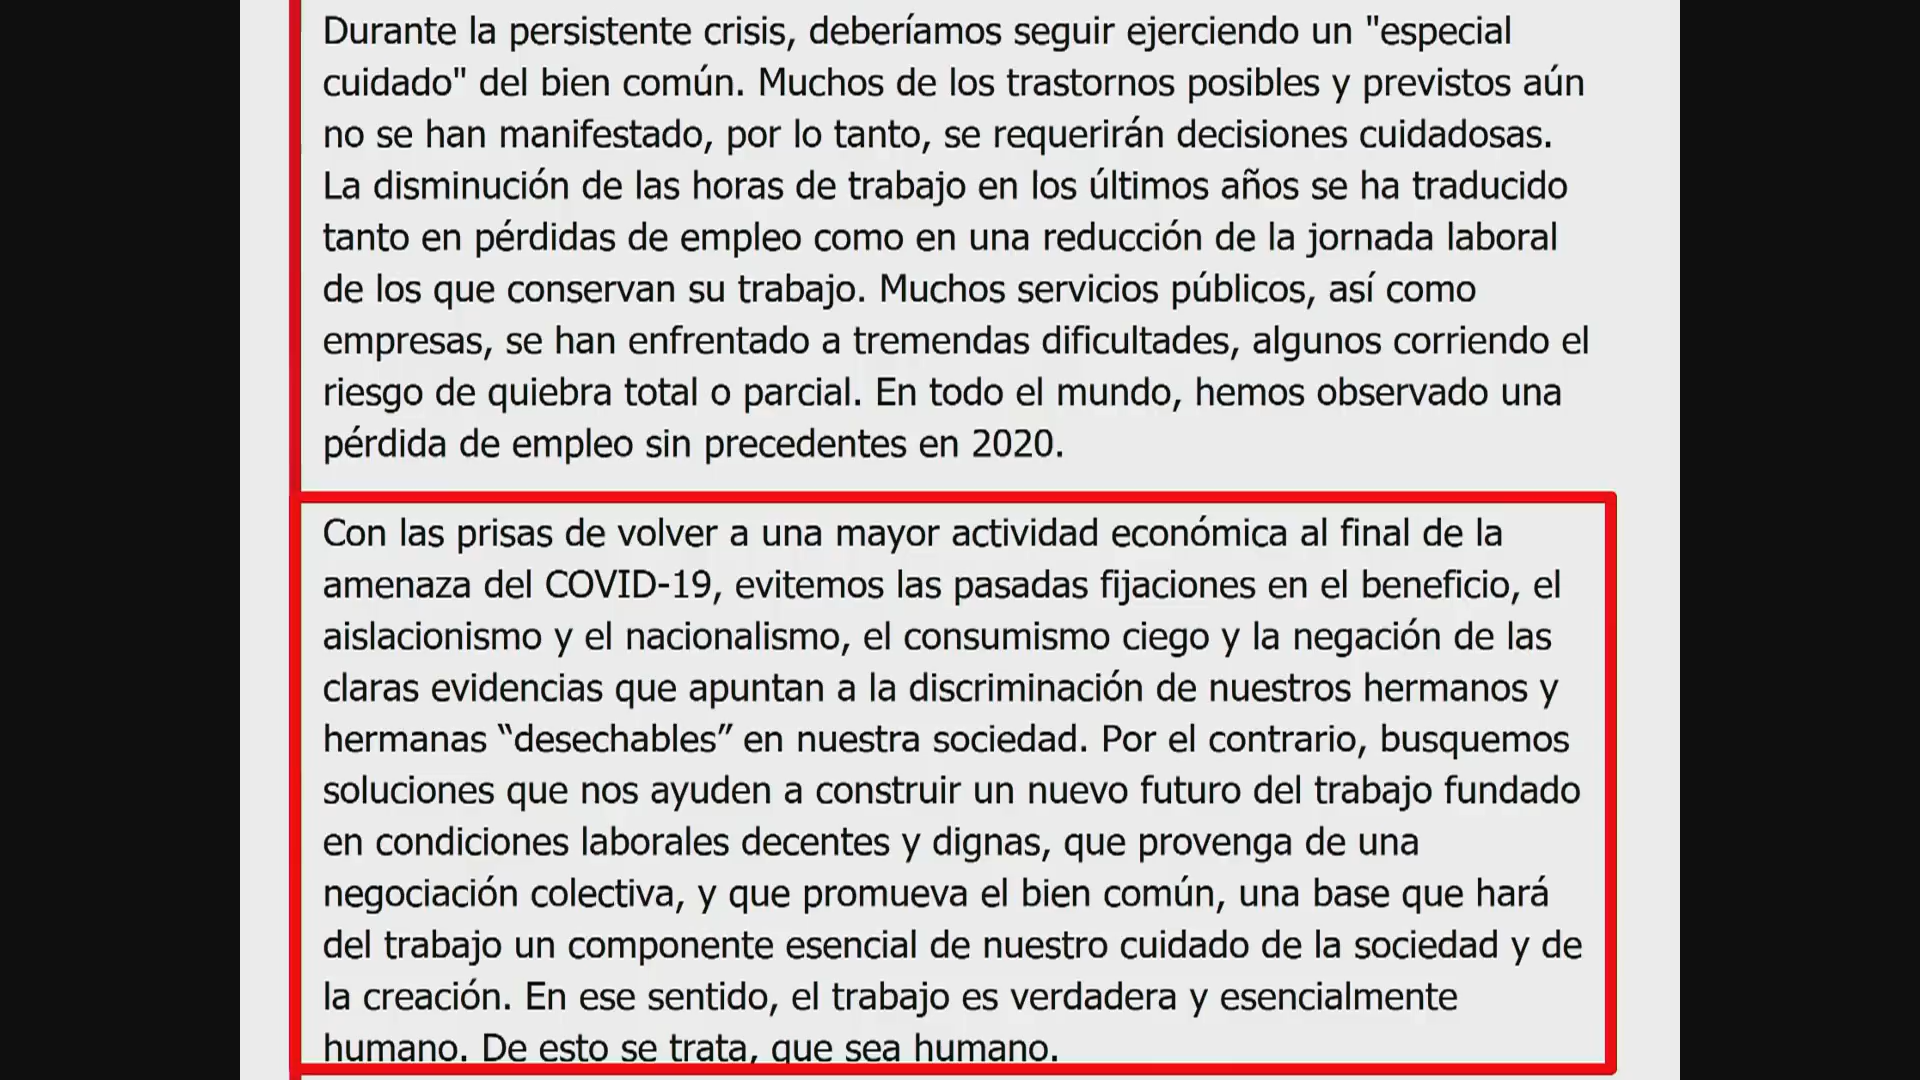 Durante la persistente crisis, deberíamos seguir ejerciendo un "especial
cuidado" del bien común. Muchos de los trastornos posibles y previstos aún
no se han manifestado, por lo tanto, se requerirán decisiones cuidadosas.
La disminución de las horas de trabajo en los últimos años se ha traducido
tanto en pérdidas de empleo como en una reducción de la jornada laboral
de los que conservan su trabajo. Muchos servicios públicos, así como
empresas, se han enfrentado a tremendas dificultades, algunos corriendo el
riesgo de quiebra total o parcial. En todo el mundo, hemos observado una
pérdida de empleo sin precedentes en 2020.
Con las prisas de volver a una mayor actividad económica al final de la
amenaza del COVID-19, evitemos las pasadas fijaciones en el beneficio, el
aislacionismo y el nacionalismo, el consumismo ciego y la negación de las
claras evidencias que apuntan a la discriminación de nuestros hermanos y
hermanas “desechables” en nuestra sociedad. Por el contrario, busquemos
soluciones que nos ayuden a construir un nuevo futuro del trabajo fundado
en condiciones laborales decentes y dignas, que provenga de una
negociación colectiva, y que promueva el bien común, una base que hará
del trabajo un componente esencial de nuestro cuidado de la sociedad y de
la creación. En ese sentido, el trabajo es verdadera y esencialmente
humano. De esto se trata, que sea humano.